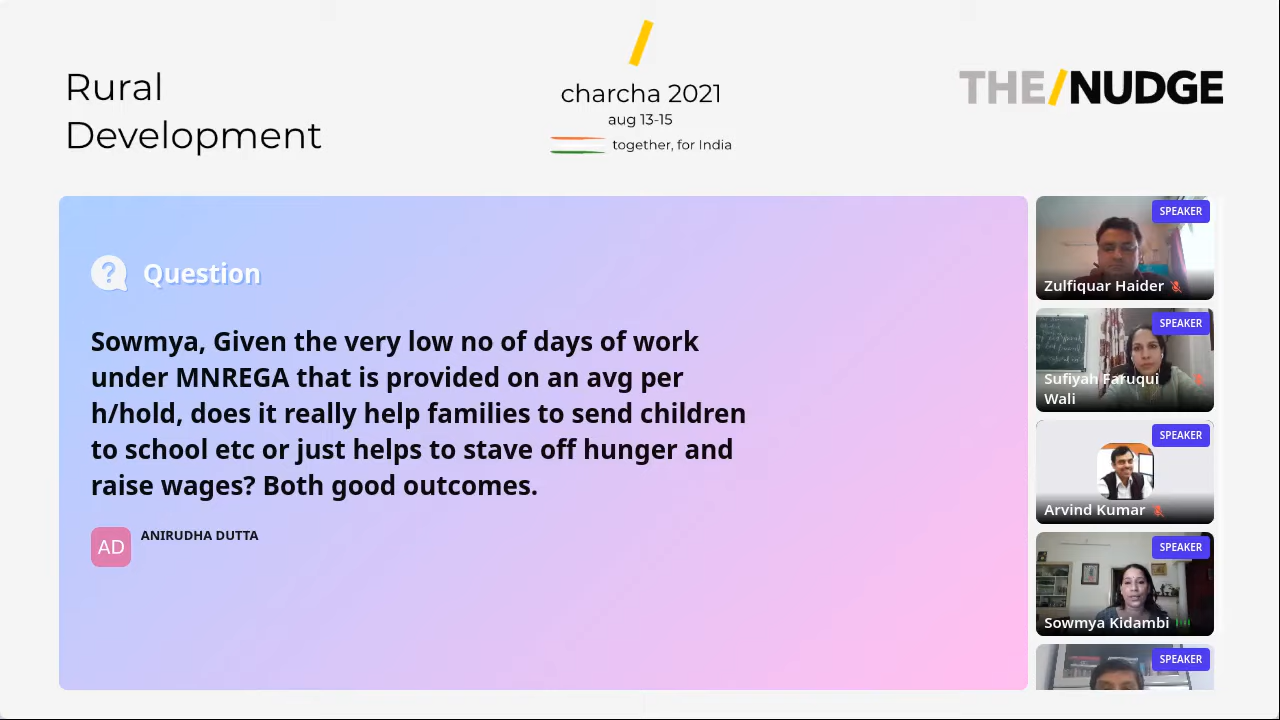 Rural
Development
charcha 2021
aug 13-15
together, for India
THE/NUDGE
Question
Sowmya, Given the very low no of days of work
under MNREGA that is provided on an avg per
h/hold, does it really help families to send children
to school etc or just helps to stave off hunger and
raise wages? Both good outcomes.
AD
ANIRUDHA DUTTA
SPEAKER
Zulfiquar Haider
SPEAKER
Sufiyah Faruqui
Wali
SPEAKER
Arvind Kumar
SPEAKER
Sowmya Kidambi
SPEAKER